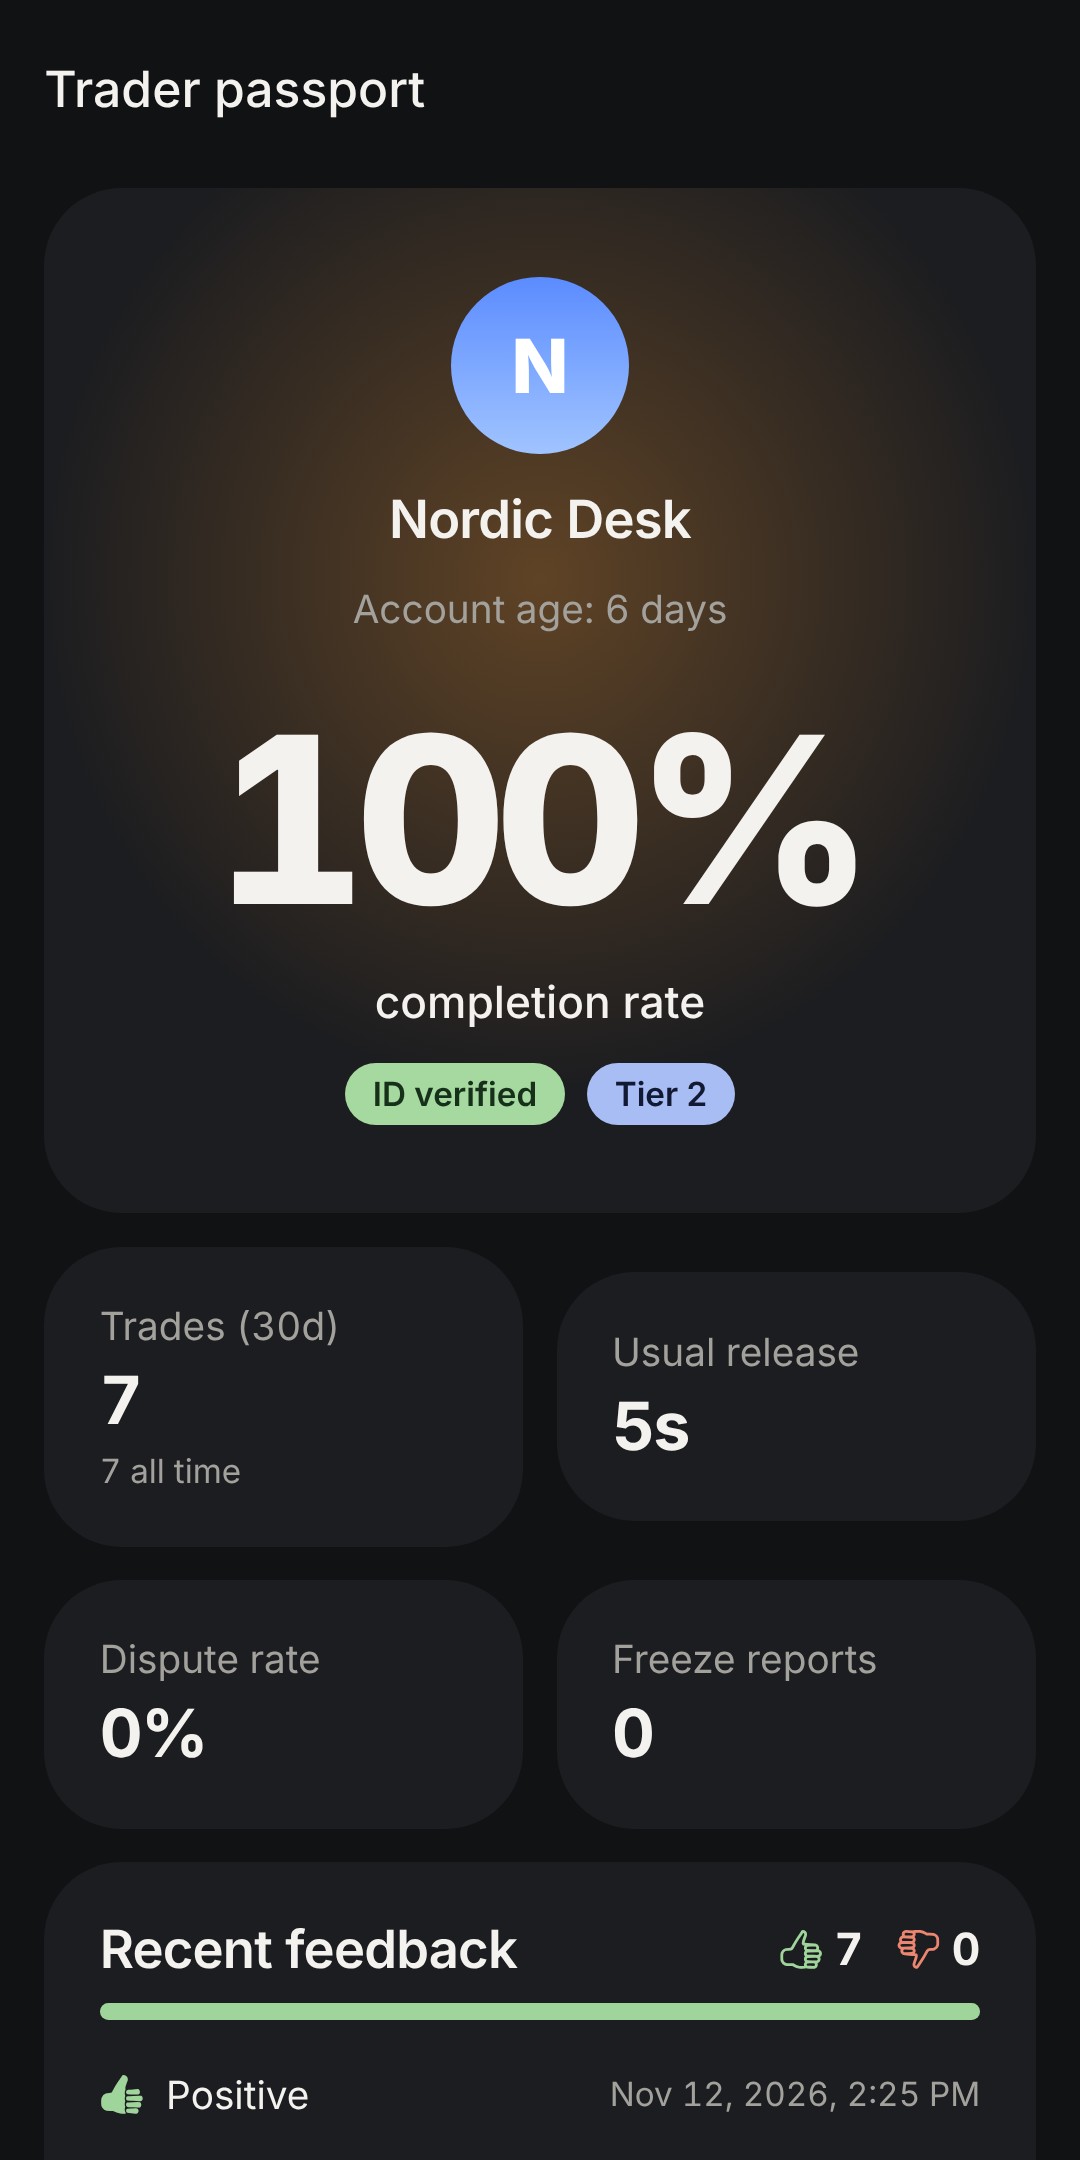 Trader passport
N
Nordic Desk
Account age: 6 days
100%
completion rate
ID verified
Tier 2
Trades (30d)
7
7 all time
Usual release
5s
Dispute rate
0%
Freeze reports
0
Recent feedback
7
0
Positive
Nov 12, 2026, 2:25 PM